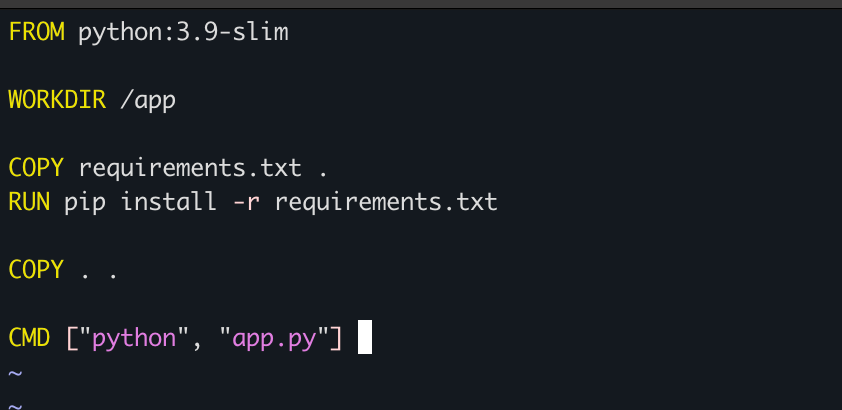 FROM python:3.9-slim
WORKDIR /app
COPY requirements.txt .
RUN pip install -r requirements.txt
COPY . .
CMD ["python", "app.py"]
~
~